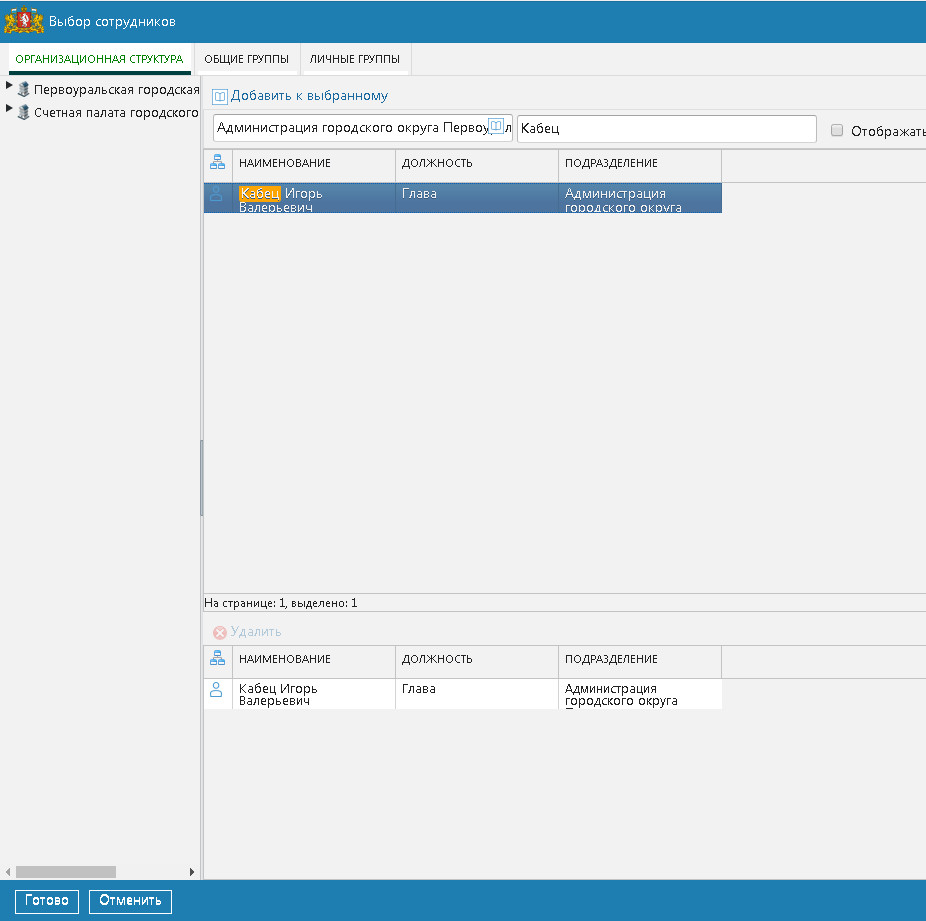 Выбор сотрудников
ОРГАНИЗАЦИОННАЯ СТРУКТУРА ОБЩИЕ ГРУППЫ ЛИЧНЫЕ ГРУППЫ
Первоуральская городская
Счетная палата городского
Добавить к выбранному
Администрация городского округа Кабец Отображать
НАИМЕНОВАНИЕ ДОЛЖНОСТЬ ПОДРАЗДЕЛЕНИЕ
Кабец Игорь Глава Администрация
Валерьевич городского округа
На странице: 1, выделено: 1
Удалить
НАИМЕНОВАНИЕ ДОЛЖНОСТЬ ПОДРАЗДЕЛЕНИЕ
Кабец Игорь Глава Администрация
Валерьевич городского округа
Готово Отменить